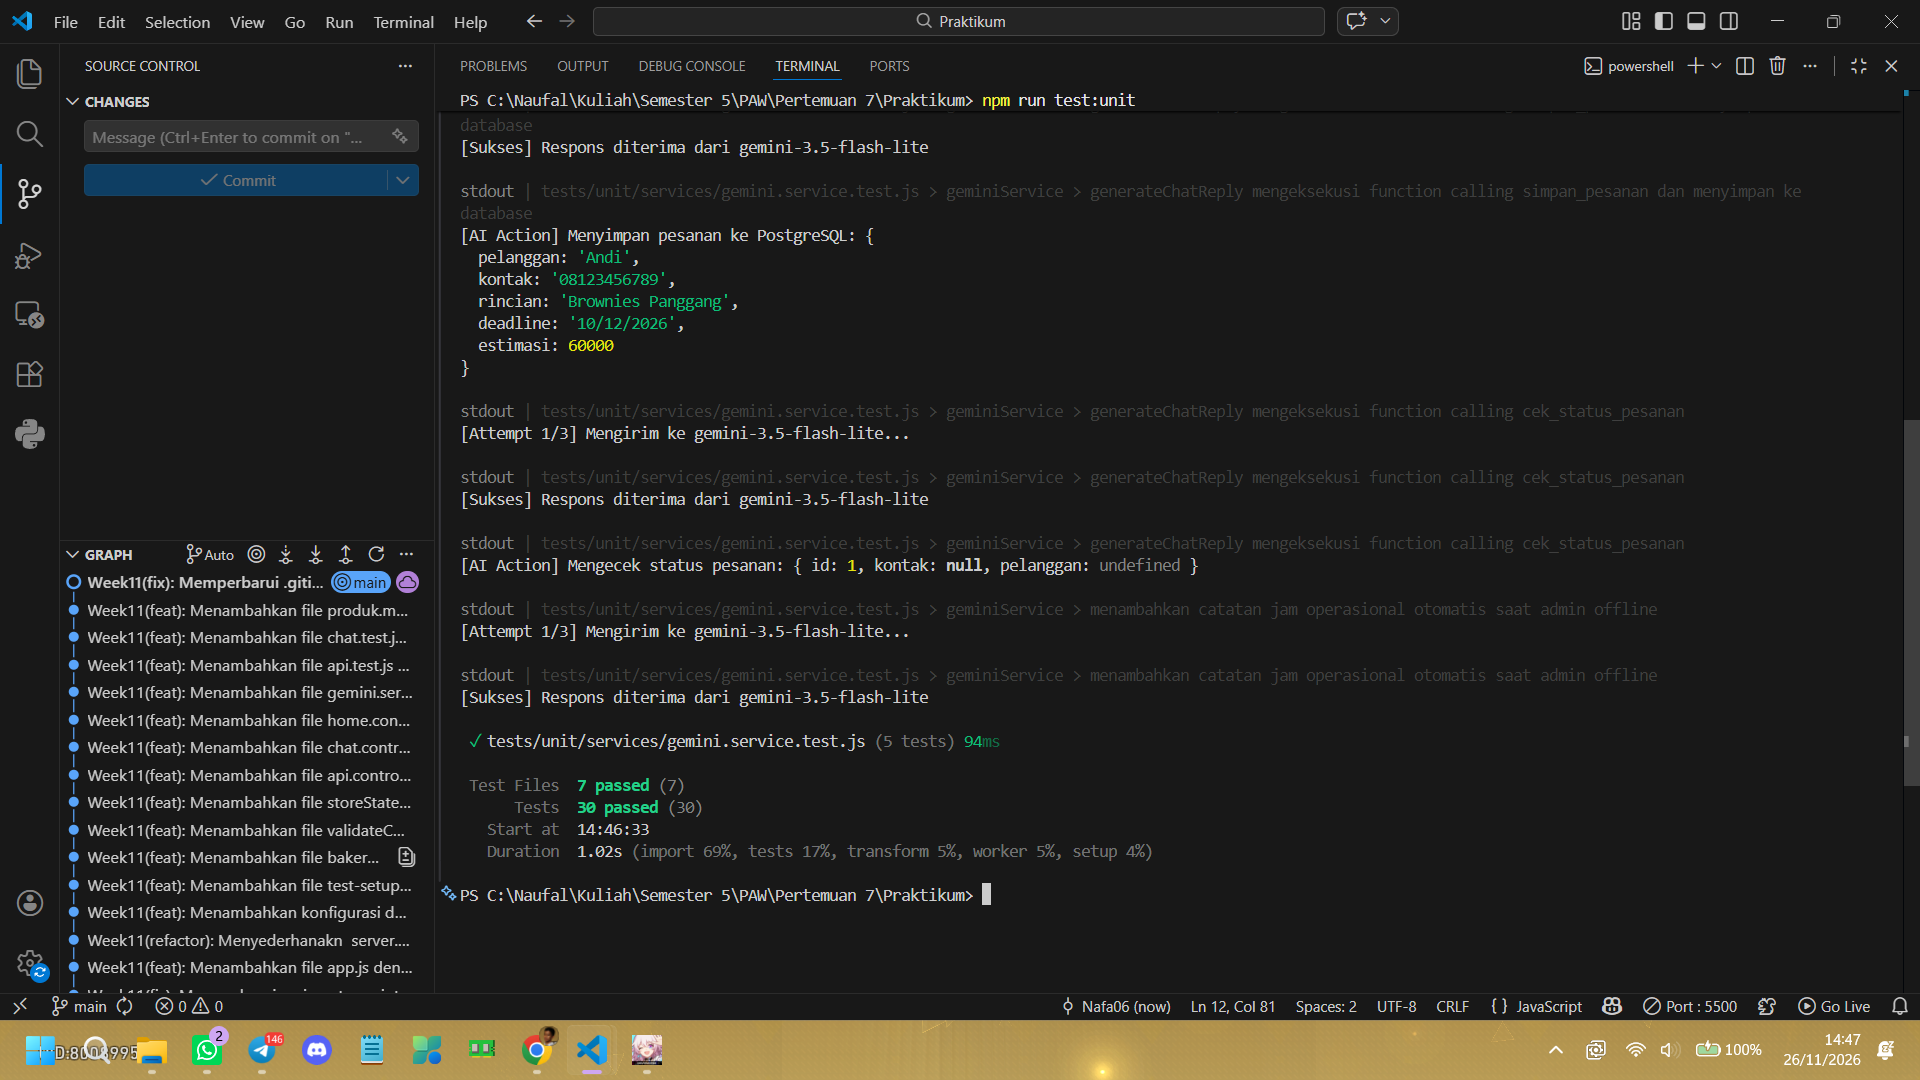 File Edit Selection View Go Run Terminal Help
Praktikum
SOURCE CONTROL
CHANGES
Message (Ctrl+Enter to commit on "...
Commit
PROBLEMS OUTPUT DEBUG CONSOLE TERMINAL PORTS
powershell
PS C:\Naufal\Kuliah\Semester 5\PAW\Pertemuan 7\Praktikum> npm run test:unit
database
[Sukses] Respons diterima dari gemini-3.5-flash-lite
stdout | tests/unit/services/gemini.service.test.js > geminiService > generateChatReply mengeksekusi function calling simpan_pesanan dan menyimpan ke
database
[AI Action] Menyimpan pesanan ke PostgreSQL: {
pelanggan: 'Andi',
kontak: '08123456789',
rincian: 'Brownies Panggang',
deadline: '10/12/2026',
estimasi: 60000
}
stdout | tests/unit/services/gemini.service.test.js > geminiService > generateChatReply mengeksekusi function calling cek_status_pesanan
[Attempt 1/3] Mengirim ke gemini-3.5-flash-lite...
stdout | tests/unit/services/gemini.service.test.js > geminiService > generateChatReply mengeksekusi function calling cek_status_pesanan
[Sukses] Respons diterima dari gemini-3.5-flash-lite
stdout | tests/unit/services/gemini.service.test.js > geminiService > generateChatReply mengeksekusi function calling cek_status_pesanan
[AI Action] Mengecek status pesanan: { id: 1, kontak: null, pelanggan: undefined }
stdout | tests/unit/services/gemini.service.test.js > geminiService > menambahkan catatan jam operasional otomatis saat admin offline
[Attempt 1/3] Mengirim ke gemini-3.5-flash-lite...
stdout | tests/unit/services/gemini.service.test.js > geminiService > menambahkan catatan jam operasional otomatis saat admin offline
[Sukses] Respons diterima dari gemini-3.5-flash-lite
✓ tests/unit/services/gemini.service.test.js (5 tests) 94ms
Test Files 7 passed (7)
Tests 30 passed (30)
Start at 14:46:33
Duration 1.02s (import 69%, tests 17%, transform 5%, worker 5%, setup 4%)
PS C:\Naufal\Kuliah\Semester 5\PAW\Pertemuan 7\Praktikum>
GRAPH Auto
Week11(fix): Memperbarui .giti... main
Week11(feat): Menambahkan file produk.m...
Week11(feat): Menambahkan file chat.test.j...
Week11(feat): Menambahkan file api.test.js ...
Week11(feat): Menambahkan file gemini.ser...
Week11(feat): Menambahkan file home.con...
Week11(feat): Menambahkan file chat.contr...
Week11(feat): Menambahkan file api.contro...
Week11(feat): Menambahkan file storeState...
Week11(feat): Menambahkan file validateC...
Week11(feat): Menambahkan file baker...
Week11(feat): Menambahkan file test-setup...
Week11(feat): Menambahkan konfigurasi d...
Week11(refactor): Menyederhanakn server....
Week11(feat): Menambahkan file app.js den...
main 0 0
Nafa06 (now) Ln 12, Col 81 Spaces: 2 UTF-8 CRLF {} JavaScript Port : 5500 Go Live
D:8008995
2
146
100%
14:47
26/11/2026